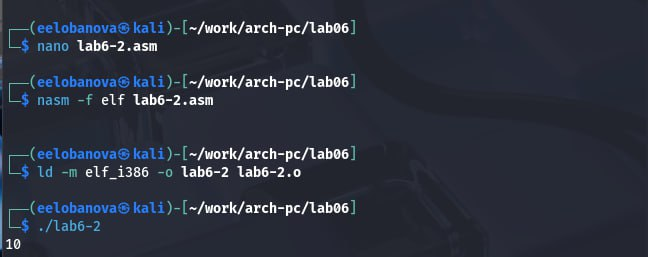 ┌──(eelobanova㉿kali)-[~/work/arch-pc/lab06]
└─$ nano lab6-2.asm
┌──(eelobanova㉿kali)-[~/work/arch-pc/lab06]
└─$ nasm -f elf lab6-2.asm
┌──(eelobanova㉿kali)-[~/work/arch-pc/lab06]
└─$ ld -m elf_i386 -o lab6-2 lab6-2.o
┌──(eelobanova㉿kali)-[~/work/arch-pc/lab06]
└─$ ./lab6-2
10